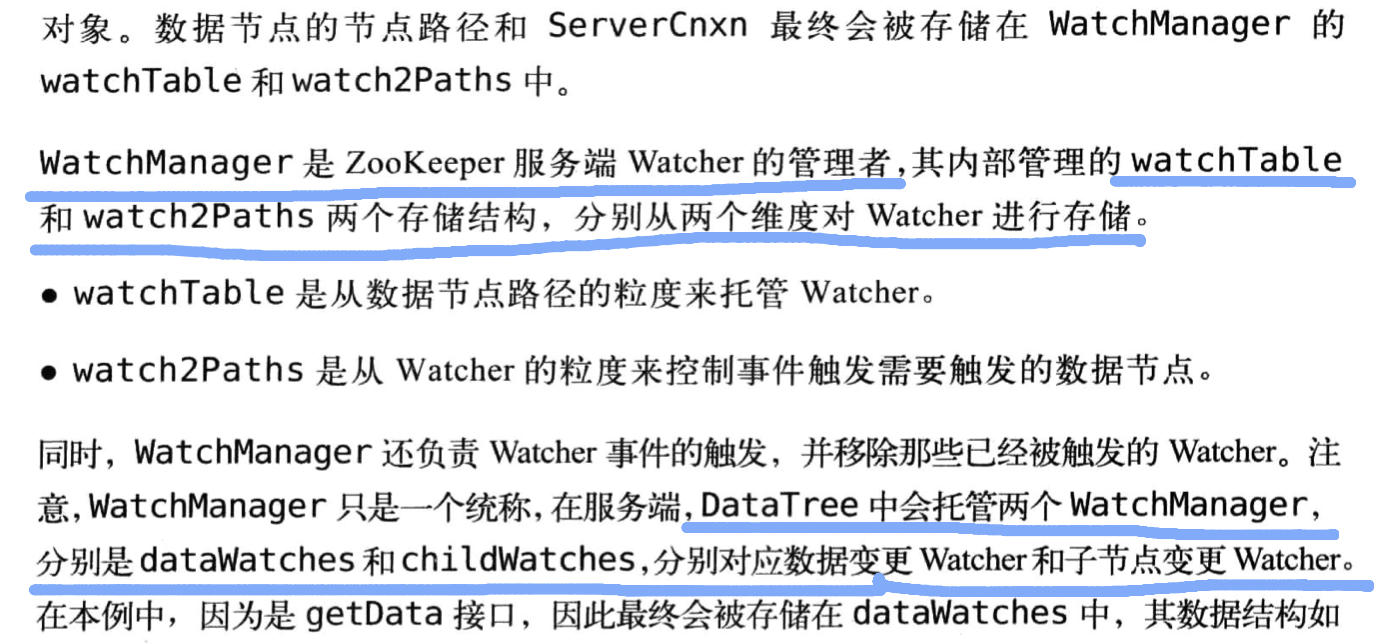 对象。数据节点的节点路径和 ServerCnxn 最终会被存储在 WatchManager 的
watchTable 和 watch2Paths 中。
WatchManager 是 ZooKeeper 服务端 Watcher 的管理者,其内部管理的 watchTable
和 watch2Paths 两个存储结构，分别从两个维度对 Watcher 进行存储。
● watchTable 是从数据节点路径的粒度来托管 Watcher。
● watch2Paths 是从 Watcher 的粒度来控制事件触发需要触发的数据节点。
同时，WatchManager 还负责 Watcher 事件的触发，并移除那些已经被触发的 Watcher。注
意,WatchManager 只是一个统称,在服务端,DataTree 中会托管两个 WatchManager,
分别是 dataWatches 和 childWatches,分别对应数据变更 Watcher 和子节点变更 Watcher。
在本例中，因为是 getData 接口，因此最终会被存储在 dataWatches 中，其数据结构如